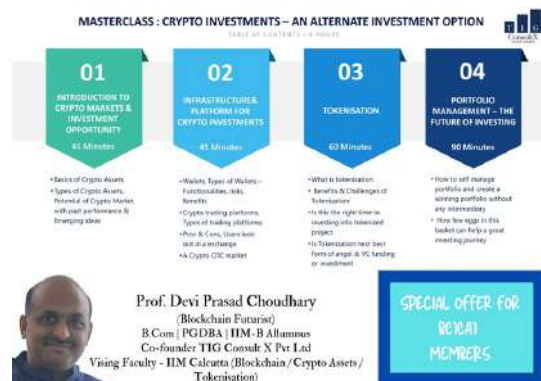 MASTERCLASS : CRYPTO INVESTMENTS – AN ALTERNATE INVESTMENT OPTION
TABLE OF CONTENTS – 4 HOURS
TIG
ConsultX
01
INTRODUCTION TO
CRYPTO MARKETS &
INVESTMENT
OPPORTUNITY
45 Minutes
• Basics of Crypto Assets
• Types of Crypto Assets,
Potential of Crypto Market,
with past performance &
Emerging ideas
02
INFRASTRUCTURE&
PLATFORM FOR
CRYPTO INVESTMENTS
45 Minutes
• Wallets, Types of Wallets –
Functionalities, risks,
Benefits
• Crypto trading platforms,
Types of trading platforms
• Pros & Cons, Users look
out in a exchange
• A Crypto OTC market
03
TOKENISATION
60 Minutes
• What is tokenization
• Benefits & Challenges of
Tokenization
• Is this the right time to
investing into tokenized
project
• Is Tokenization next best
form of angel & VC funding
or investment
04
PORTFOLIO
MANAGEMENT – THE
FUTURE OF INVESTING
90 Minutes
• How to self manage
portfolio and create a
winning portfolio without
any intermediary
• How few eggs in this
basket can help a great
investing journey
Prof. Devi Prasad Choudhary
(Blockchain Futurist)
B.Com | PGDBA | IIM-B Allumnus
Co-founder TIG Consult X Pvt Ltd
Vising Faculty - IIM Calcutta (Blockchain / Crypto Assets /
Tokenisation)
SPECIAL OFFER FOR
BCICAI
MEMBERS